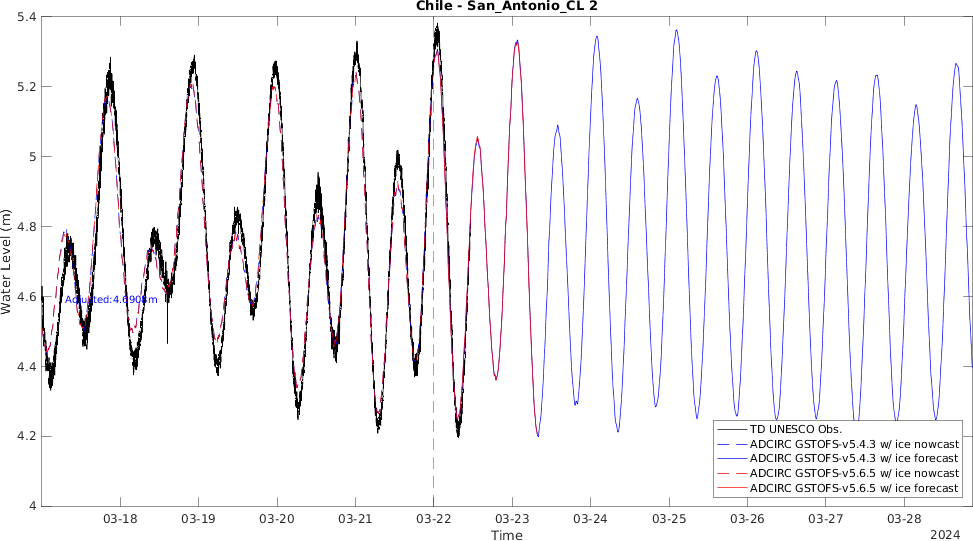 Chile - San_Antonio_CL 2
5.4
5.2
5
4.8
4.6
4.4
4.2
4
Water Level (m)
Adjusted:4.6908m
TD UNESCO Obs.
ADCIRC GSTOFS-v5.4.3 w/ ice nowcast
ADCIRC GSTOFS-v5.4.3 w/ ice forecast
ADCIRC GSTOFS-v5.6.5 w/ ice nowcast
ADCIRC GSTOFS-v5.6.5 w/ ice forecast
03-18 03-19 03-20 03-21 03-22 03-23 03-24 03-25 03-26 03-27 03-28
Time
2024